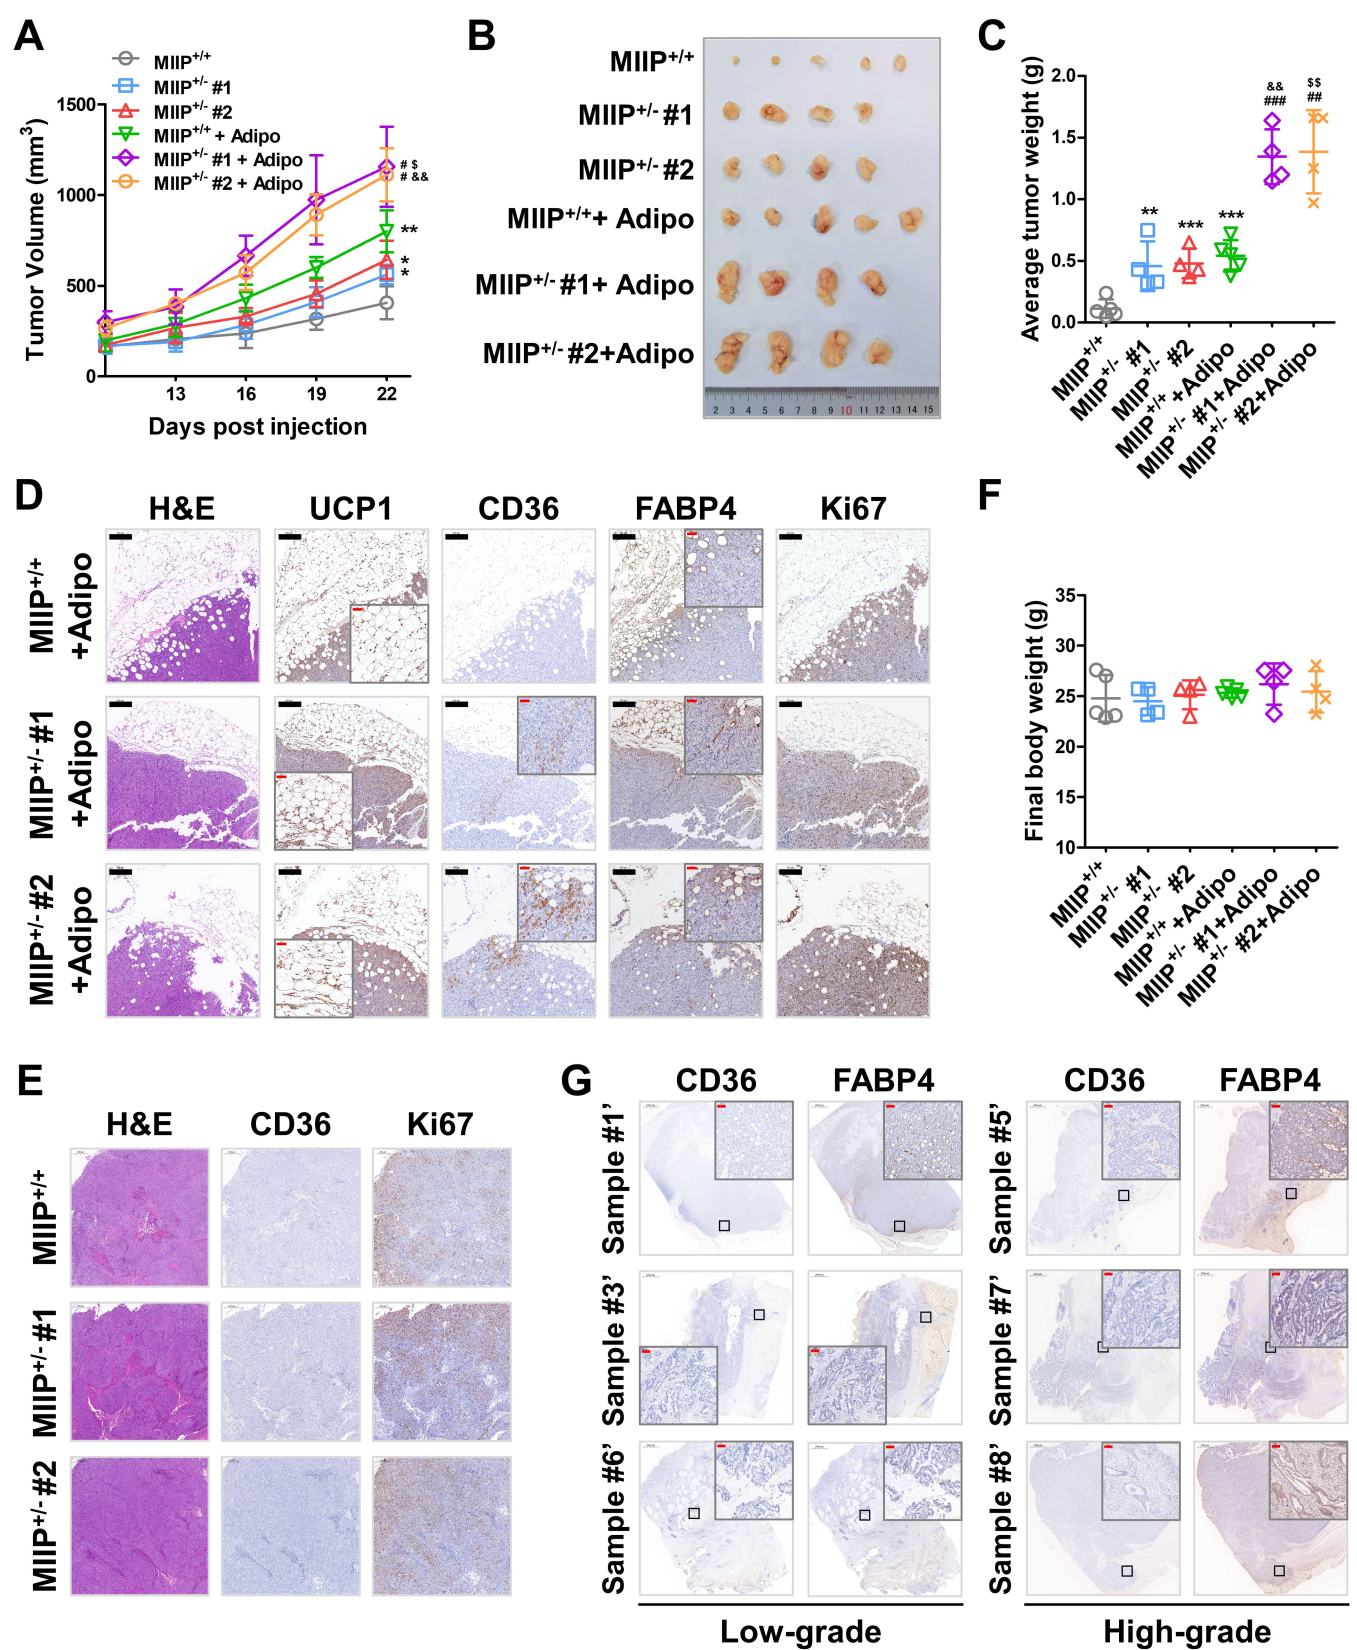 A
MIIP+/+
MIIP+/- #1
MIIP+/- #2
MIIP+/+ + Adipo
MIIP+/- #1 + Adipo
MIIP+/- #2 + Adipo
Tumor Volume (mm3)
1500
1000
500
0
13 16 19 22
Days post injection
# $
# &&
**
*
*
B
MIIP+/+
MIIP+/- #1
MIIP+/- #2
MIIP+/++ Adipo
MIIP+/- #1+ Adipo
MIIP+/- #2+Adipo
2 3 4 5 6 7 8 9 10 11 12 13 14 15
C
Average tumor weight (g)
2.0
1.5
1.0
0.5
0.0
**
***
***
&&
###
$$
##
MIIP+/+
MIIP+/- #1
MIIP+/- #2
MIIP+/+ +Adipo
MIIP+/- #1+Adipo
MIIP+/- #2+Adipo
D
H&E UCP1 CD36 FABP4 Ki67
MIIP+/+
+Adipo
MIIP+/- #1
+Adipo
MIIP+/- #2
+Adipo
F
Final body weight (g)
35
30
25
20
15
10
MIIP+/+
MIIP+/- #1
MIIP+/- #2
MIIP+/+ +Adipo
MIIP+/- #1+Adipo
MIIP+/- #2+Adipo
E
H&E CD36 Ki67
MIIP+/+
MIIP+/- #1
MIIP+/- #2
G
CD36 FABP4 CD36 FABP4
Sample #1’
Sample #5’
Sample #3’
Sample #7’
Sample #6’
Sample #8’
Low-grade
High-grade